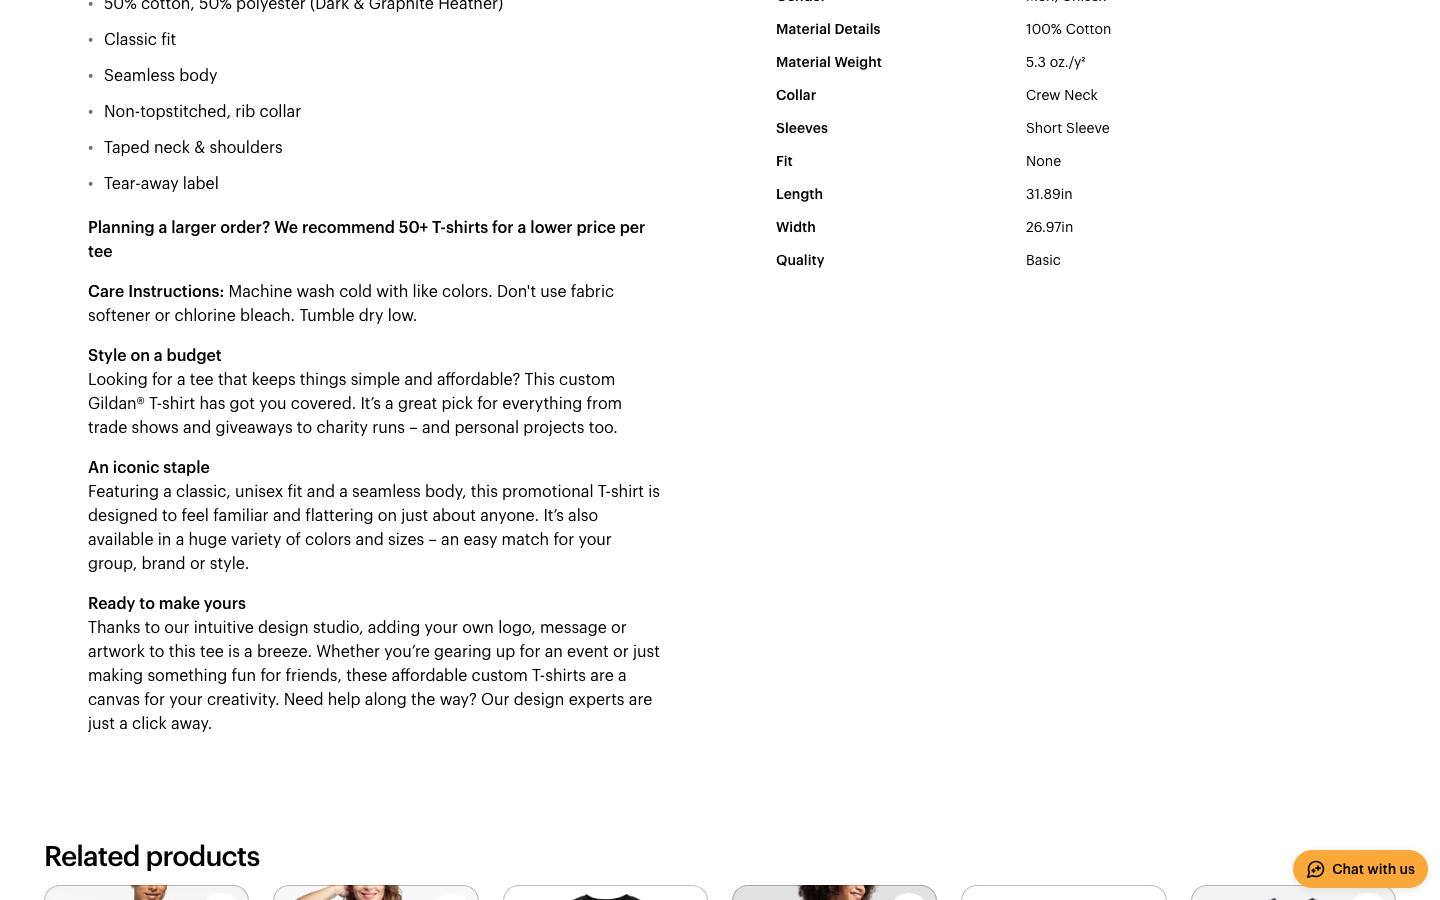 50% cotton, 50% polyester (Dark & Graphite Heather)
Classic fit
Seamless body
Non-topstitched, rib collar
Taped neck & shoulders
Tear-away label
Planning a larger order? We recommend 50+ T-shirts for a lower price per
tee
Care Instructions: Machine wash cold with like colors. Don't use fabric
softener or chlorine bleach. Tumble dry low.
Style on a budget
Looking for a tee that keeps things simple and affordable? This custom
Gildan® T-shirt has got you covered. It’s a great pick for everything from
trade shows and giveaways to charity runs – and personal projects too.
An iconic staple
Featuring a classic, unisex fit and a seamless body, this promotional T-shirt is
designed to feel familiar and flattering on just about anyone. It’s also
available in a huge variety of colors and sizes – an easy match for your
group, brand or style.
Ready to make yours
Thanks to our intuitive design studio, adding your own logo, message or
artwork to this tee is a breeze. Whether you’re gearing up for an event or just
making something fun for friends, these affordable custom T-shirts are a
canvas for your creativity. Need help along the way? Our design experts are
just a click away.
Material Details 100% Cotton
Material Weight 5.3 oz./y²
Collar Crew Neck
Sleeves Short Sleeve
Fit None
Length 31.89in
Width 26.97in
Quality Basic
Related products
Chat with us